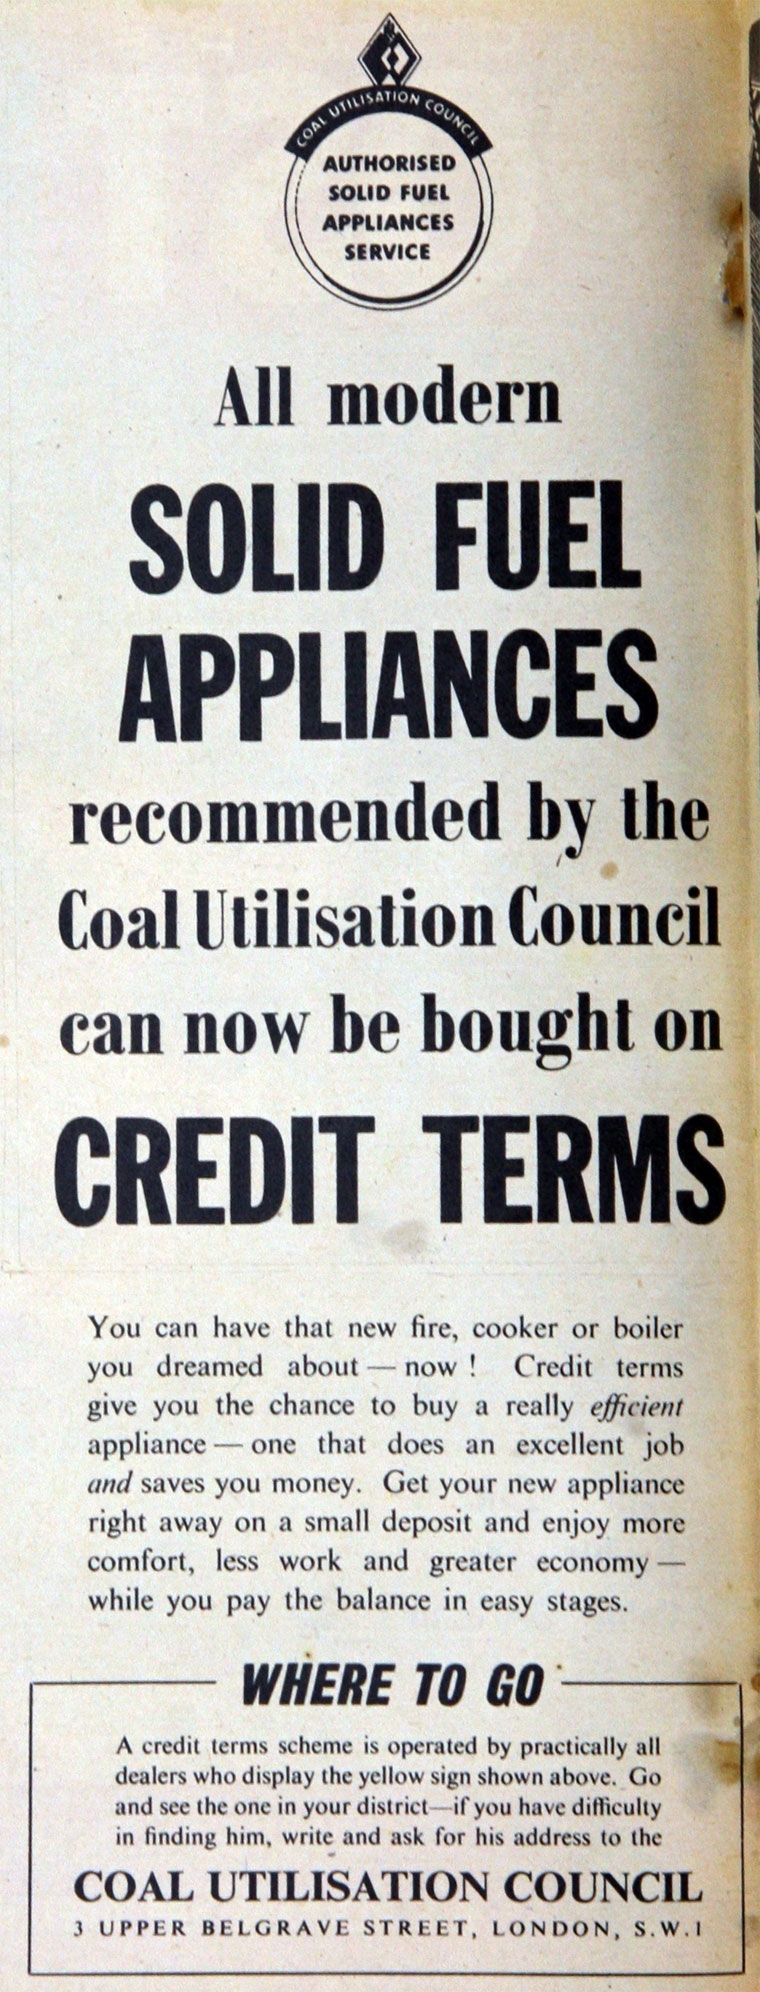 COAL UTILISATION COUNCIL
AUTHORISED
SOLID FUEL
APPLIANCES
SERVICE
All modern
SOLID FUEL
APPLIANCES
recommended by the
Coal Utilisation Council
can now be bought on
CREDIT TERMS
You can have that new fire, cooker or boiler
you dreamed about — now ! Credit terms
give you the chance to buy a really efficient
appliance — one that does an excellent job
and saves you money. Get your new appliance
right away on a small deposit and enjoy more
comfort, less work and greater economy —
while you pay the balance in easy stages.
WHERE TO GO
A credit terms scheme is operated by practically all
dealers who display the yellow sign shown above. Go
and see the one in your district—if you have difficulty
in finding him, write and ask for his address to the
COAL UTILISATION COUNCIL
3 UPPER BELGRAVE STREET, LONDON, S.W.1